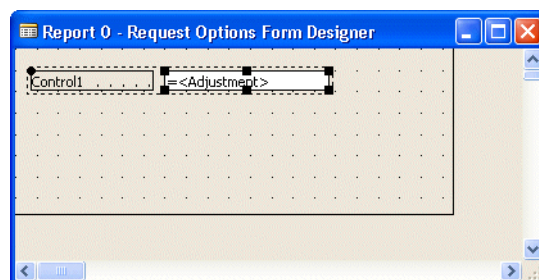 Report 0 - Request Options Form Designer
Control1 . . . . . =<Adjustment>